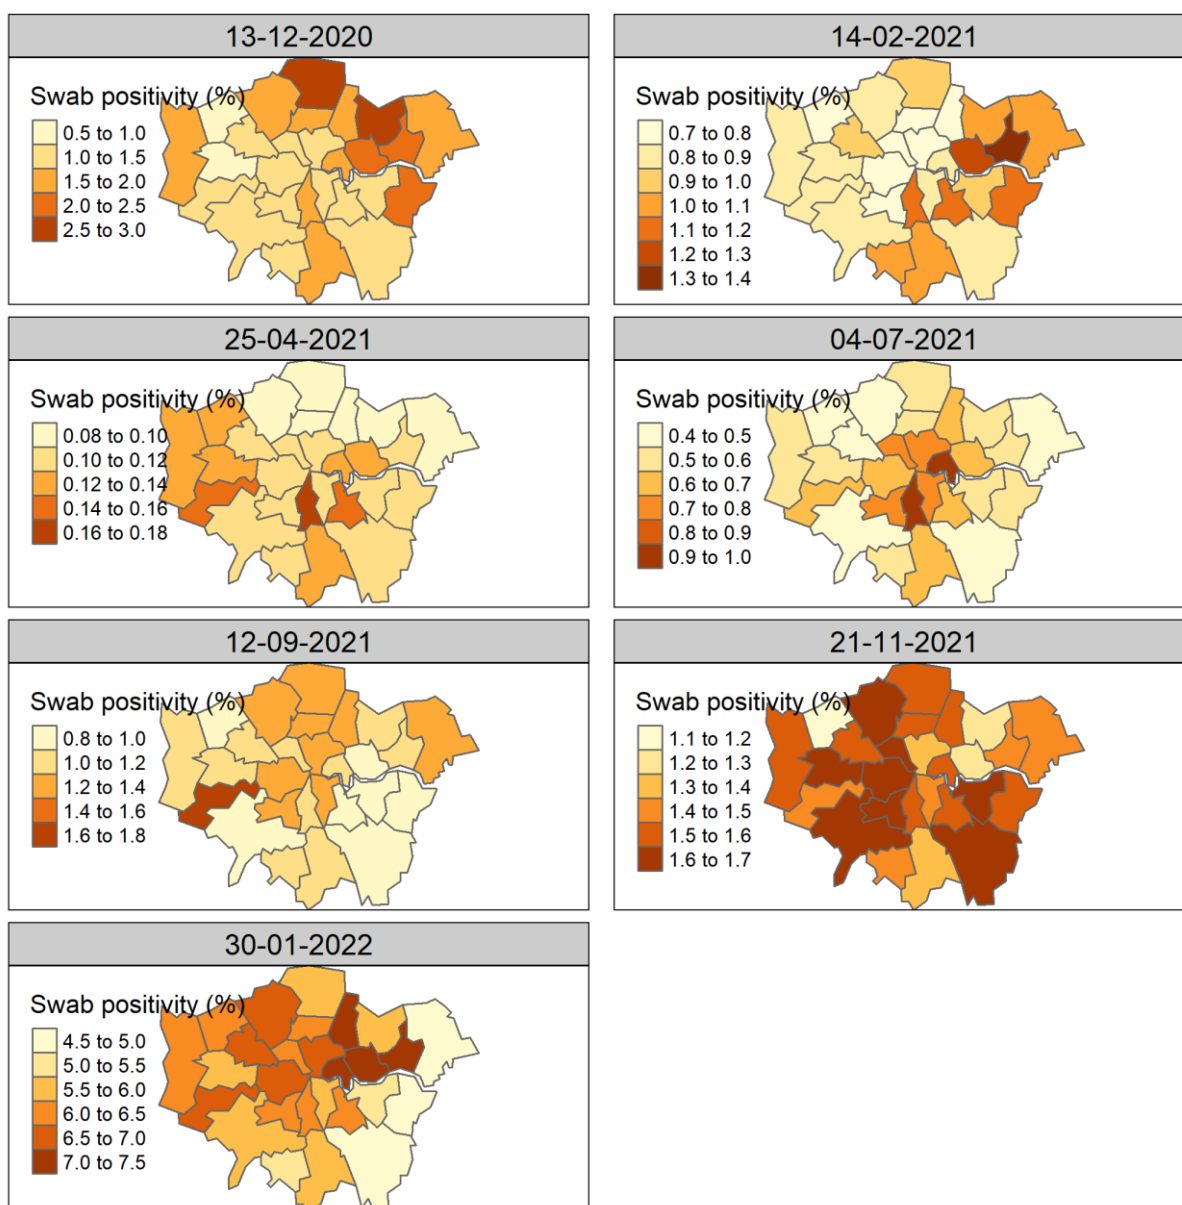 13-12-2020
Swab positivity (%)
0.5 to 1.0
1.0 to 1.5
1.5 to 2.0
2.0 to 2.5
2.5 to 3.0
14-02-2021
Swab positivity (%)
0.7 to 0.8
0.8 to 0.9
0.9 to 1.0
1.0 to 1.1
1.1 to 1.2
1.2 to 1.3
1.3 to 1.4
25-04-2021
Swab positivity (%)
0.08 to 0.10
0.10 to 0.12
0.12 to 0.14
0.14 to 0.16
0.16 to 0.18
04-07-2021
Swab positivity (%)
0.4 to 0.5
0.5 to 0.6
0.6 to 0.7
0.7 to 0.8
0.8 to 0.9
0.9 to 1.0
12-09-2021
Swab positivity (%)
0.8 to 1.0
1.0 to 1.2
1.2 to 1.4
1.4 to 1.6
1.6 to 1.8
21-11-2021
Swab positivity (%)
1.1 to 1.2
1.2 to 1.3
1.3 to 1.4
1.4 to 1.5
1.5 to 1.6
1.6 to 1.7
30-01-2022
Swab positivity (%)
4.5 to 5.0
5.0 to 5.5
5.5 to 6.0
6.0 to 6.5
6.5 to 7.0
7.0 to 7.5